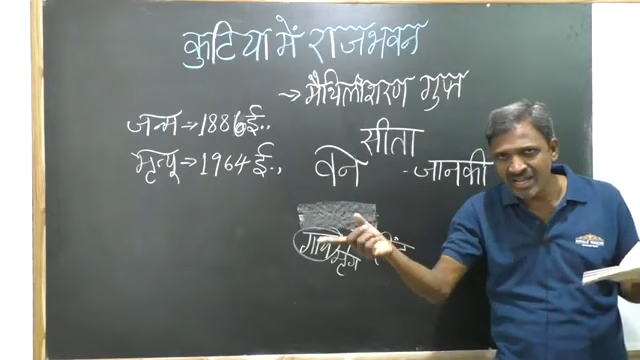 कुटिया में राजभवन
→ मैथिलीशरण गुप्त
जन्म → 1886 ई.,
मृत्यू → 1964 ई.,
सीता
वने - जानकी
मृग